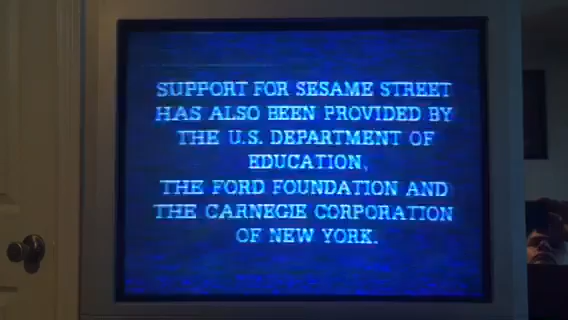 SUPPORT FOR SESAME STREET
HAS ALSO BEEN PROVIDED BY
THE U.S. DEPARTMENT OF
EDUCATION,
THE FORD FOUNDATION AND
THE CARNEGIE CORPORATION
OF NEW YORK.